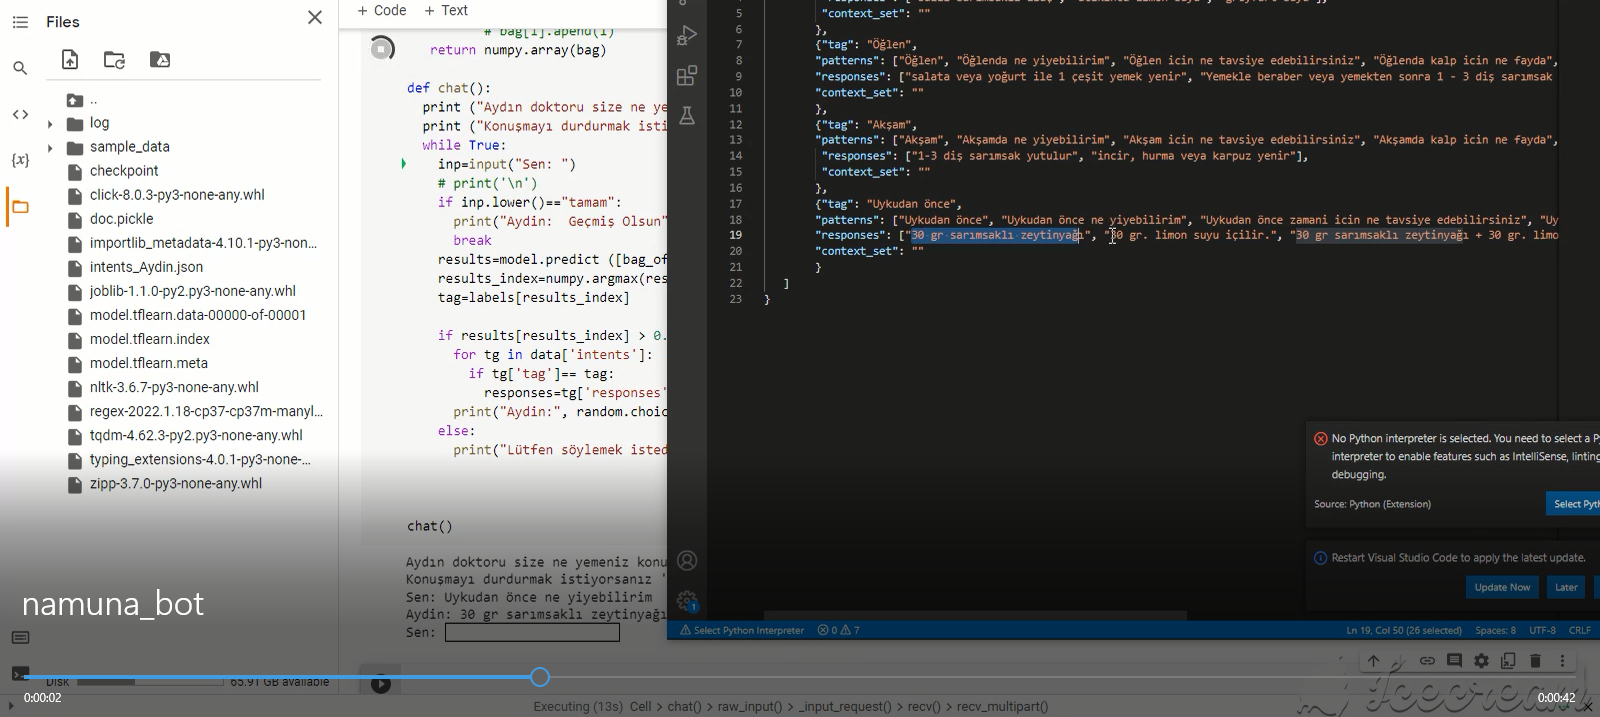 Files
..
log
sample_data
checkpoint
click-8.0.3-py3-none-any.whl
doc.pickle
importlib_metadata-4.10.1-py3-non...
intents_Aydin.json
joblib-1.1.0-py2.py3-none-any.whl
model.tflearn.data-00000-of-00001
model.tflearn.index
model.tflearn.meta
nltk-3.6.7-py3-none-any.whl
regex-2022.1.18-cp37-cp37m-manyl...
tqdm-4.62.3-py2.py3-none-any.whl
typing_extensions-4.0.1-py3-none-...
zipp-3.7.0-py3-none-any.whl
namuna_bot
Disk 65.91 GB available
0:00:02
+ Code + Text
# bag[i].apend(1)
return numpy.array(bag)
def chat():
print ("Aydın doktoru size ne ye
print ("Konuşmayı durdurmak isti
while True:
inp=input("Sen: ")
# print('\n')
if inp.lower()=="tamam":
print("Aydin:  Geçmiş Olsun"
break
results=model.predict ([bag_of
results_index=numpy.argmax(res
tag=labels[results_index]
if results[results_index] > 0.
for tg in data['intents']:
if tg['tag']== tag:
responses=tg['responses'
print("Aydin:", random.choic
else:
print("Lütfen söylemek isted
chat()
Aydın doktoru size ne yemeniz konu
Konuşmayı durdurmak istiyorsanız '
Sen: Uykudan önce ne yiyebilirim
Aydin: 30 gr sarımsaklı zeytinyağı
Sen:
5 "context_set": ""
6 },
7 {"tag": "Öğlen",
8 "patterns": ["Öğlen", "Öğlenda ne yiyebilirim", "Öğlen icin ne tavsiye edebilirsiniz", "Öğlenda kalp icin ne fayda",
9 "responses": ["salata veya yoğurt ile 1 çeşit yemek yenir", "Yemekle beraber veya yemekten sonra 1 - 3 diş sarımsak
10 "context_set": ""
11 },
12 {"tag": "Akşam",
13 "patterns": ["Akşam", "Akşamda ne yiyebilirim", "Akşam icin ne tavsiye edebilirsiniz", "Akşamda kalp icin ne fayda",
14 "responses": ["1-3 diş sarımsak yutulur", "incir, hurma veya karpuz yenir"],
15 "context_set": ""
16 },
17 {"tag": "Uykudan önce",
18 "patterns": ["Uykudan önce", "Uykudan önce ne yiyebilirim", "Uykudan önce zamani icin ne tavsiye edebilirsiniz", "Uy
19 "responses": ["30 gr sarımsaklı zeytinyağı", "30 gr. limon suyu içilir.", "30 gr sarımsaklı zeytinyağı + 30 gr. limo
20 "context_set": ""
21 }
22 ]
23 }
No Python interpreter is selected. You need to select a Py
interpreter to enable features such as IntelliSense, linting
debugging.
Source: Python (Extension) Select Pyt
Restart Visual Studio Code to apply the latest update.
Update Now Later
1
Select Python Interpreter 0 7 Ln 19, Col 50 (26 selected) Spaces: 8 UTF-8 CRLF
Icecream
0:00:42
Executing (13s) Cell > chat() > raw_input() > _input_request() > recv() > recv_multipart()